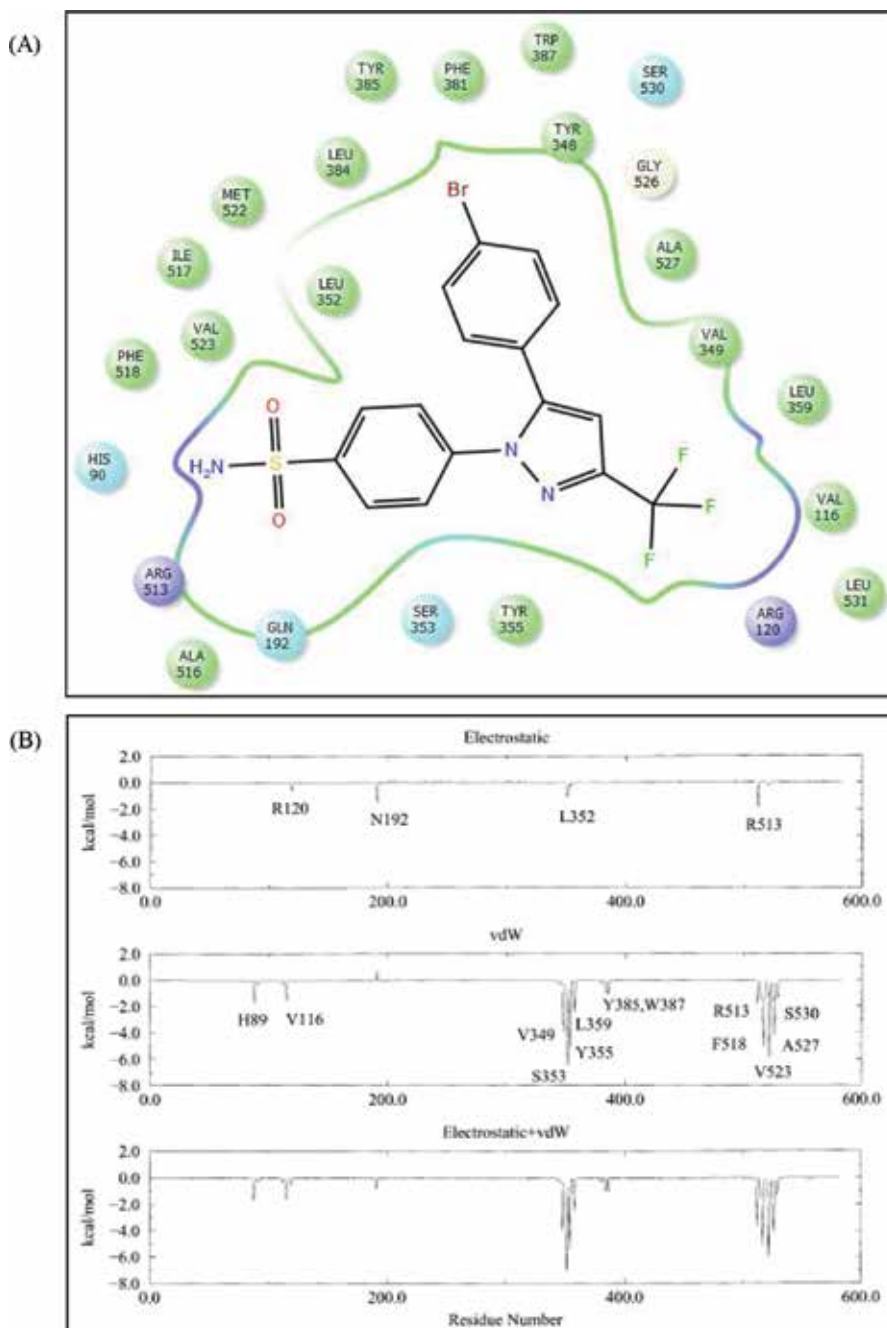 (A)
TRP
387
TYR
385
PHE
381
SER
530
TYR
348
LEU
384
GLY
526
MET
522
Br
ALA
527
ILE
517
LEU
352
VAL
523
VAL
349
PHE
518
LEU
359
O
N
F
HIS
90
H2N
S
N
F
VAL
116
O
F
ARG
513
LEU
531
SER
353
TYR
355
ARG
120
GLN
192
ALA
516
(B)
Electrostatic
2.0
0.0
-2.0
-4.0
-6.0
-8.0
kcal/mol
R120
N192
L352
R513
0.0 200.0 400.0 600.0
vdW
2.0
0.0
-2.0
-4.0
-6.0
-8.0
kcal/mol
H89
V116
V349
S353
L359
Y355
Y385,W387
R513
F518
V523
S530
A527
0.0 200.0 400.0 600.0
Electrostatic+vdW
2.0
0.0
-2.0
-4.0
-6.0
-8.0
kcal/mol
0.0 200.0 400.0 600.0
Residue Number